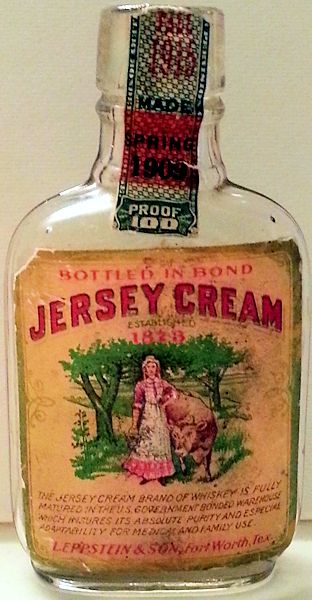 MADE
SPRING
1909
PROOF
100
BOTTLED IN BOND
JERSEY CREAM
ESTABLISHED
THE JERSEY CREAM BRAND OF WHISKEY IS FULLY
MATURED IN THE U.S. GOVERNMENT BONDED WAREHOUSE
WHICH INSURES ITS ABSOLUTE PURITY AND ESPECIAL
ADAPTABILITY FOR MEDICAL AND FAMILY USE.
LEPPSTEIN & SON, Fort Worth, Tex.